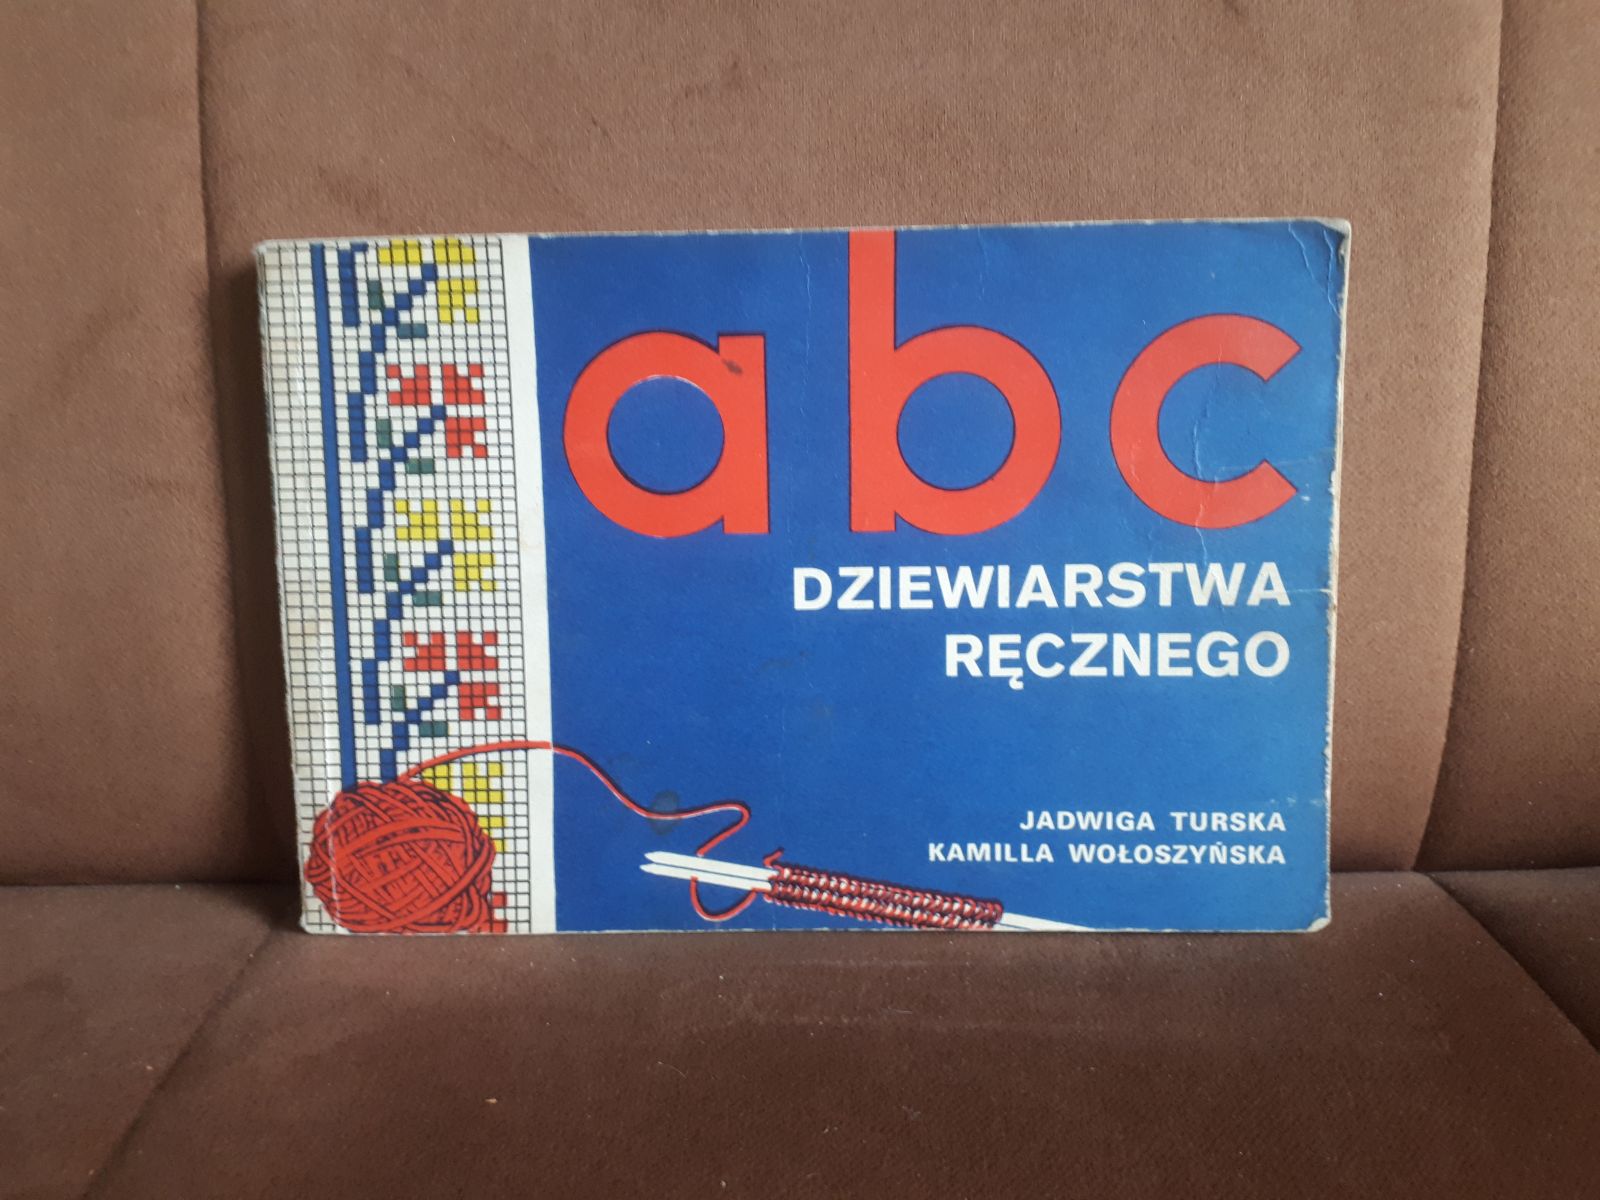 abc
DZIEWIARSTWA
RĘCZNEGO
JADWIGA TURSKA
KAMILLA WOŁOSZYŃSKA